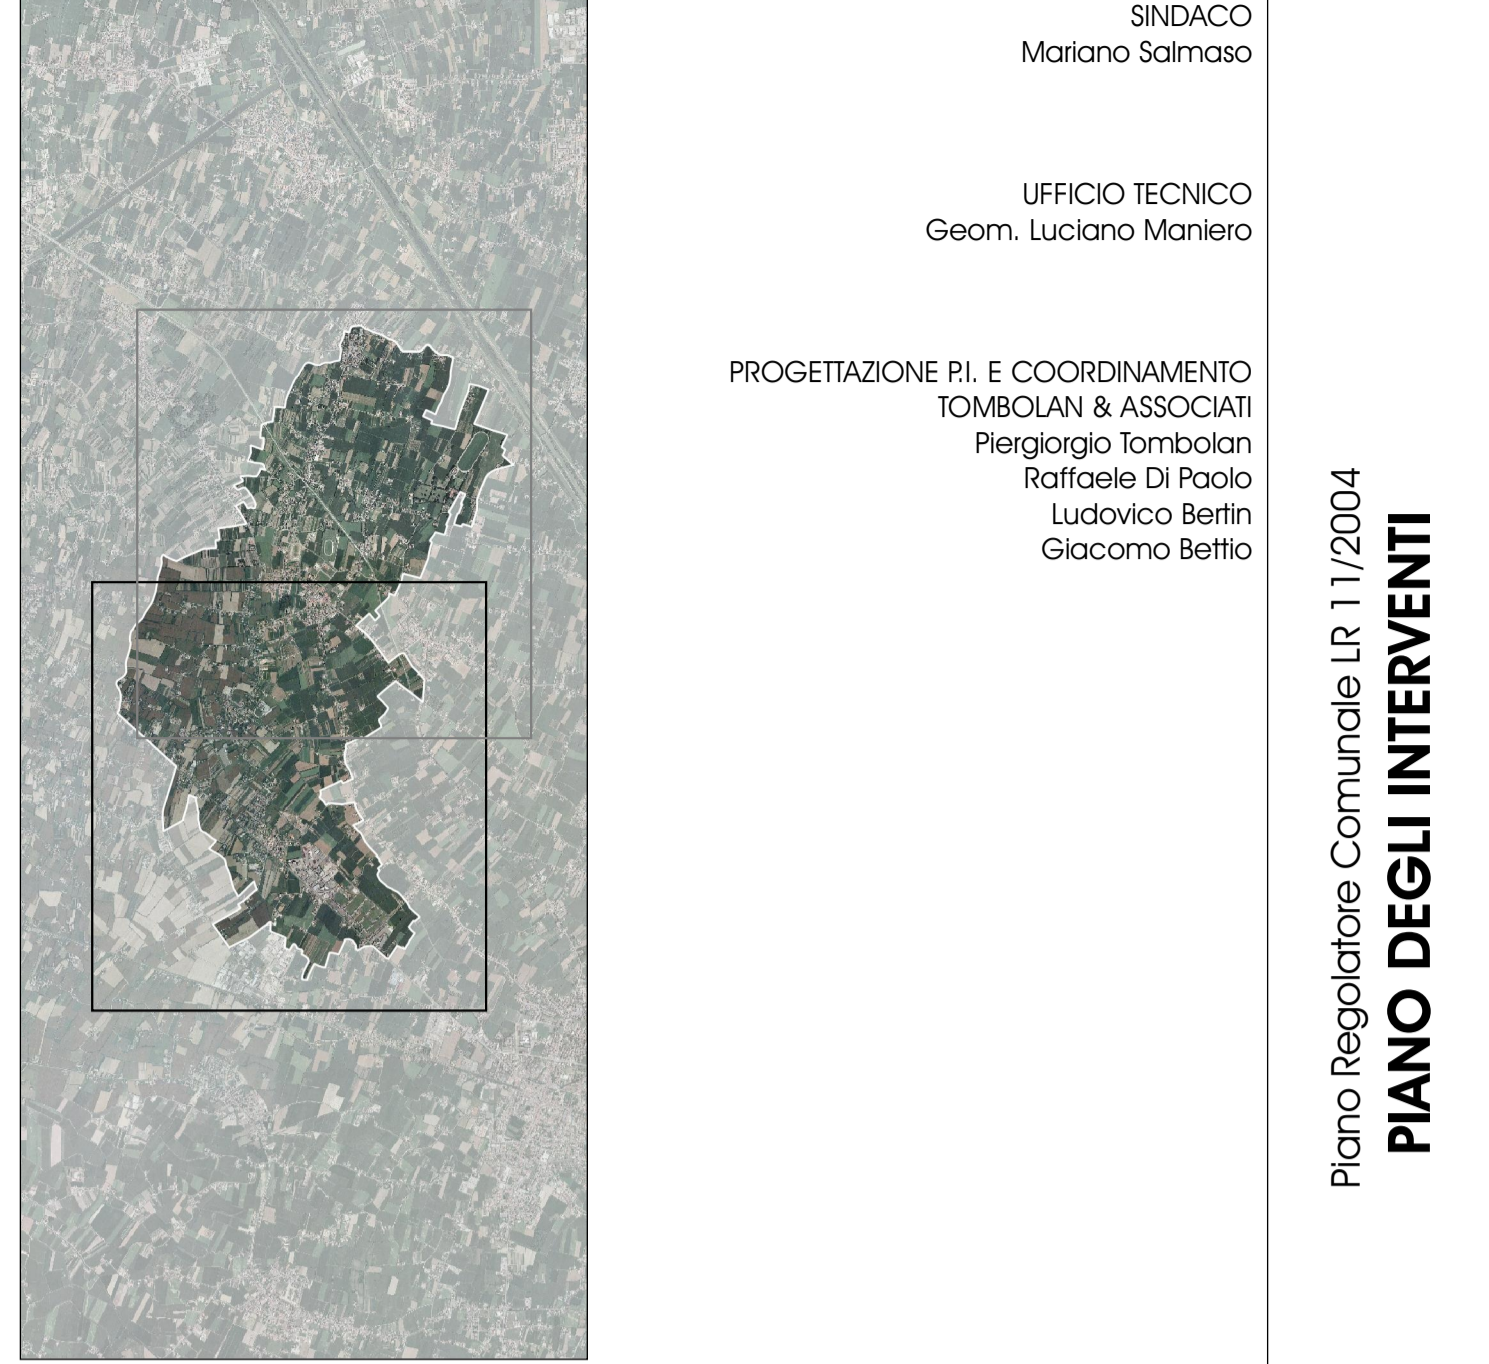 SINDACO
Mariano Salmaso
UFFICIO TECNICO
Geom. Luciano Maniero
PROGETTAZIONE P.I. E COORDINAMENTO
TOMBOLAN & ASSOCIATI
Piergiorgio Tombolan
Raffaele Di Paolo
Ludovico Bertin
Giacomo Bettio
Piano Regolatore Comunale LR 11/2004
PIANO DEGLI INTERVENTI